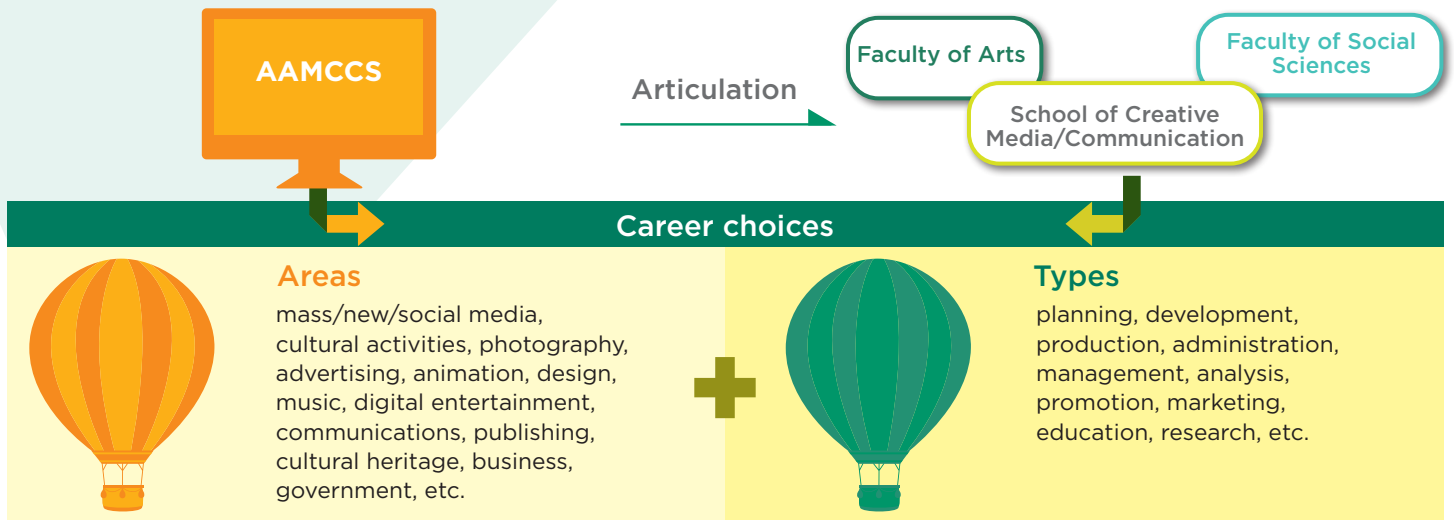 AAMCCS
Articulation
Faculty of Arts
Faculty of Social
Sciences
School of Creative
Media/Communication
Career choices
Areas
mass/new/social media,
cultural activities, photography,
advertising, animation, design,
music, digital entertainment,
communications, publishing,
cultural heritage, business,
government, etc.
Types
planning, development,
production, administration,
management, analysis,
promotion, marketing,
education, research, etc.